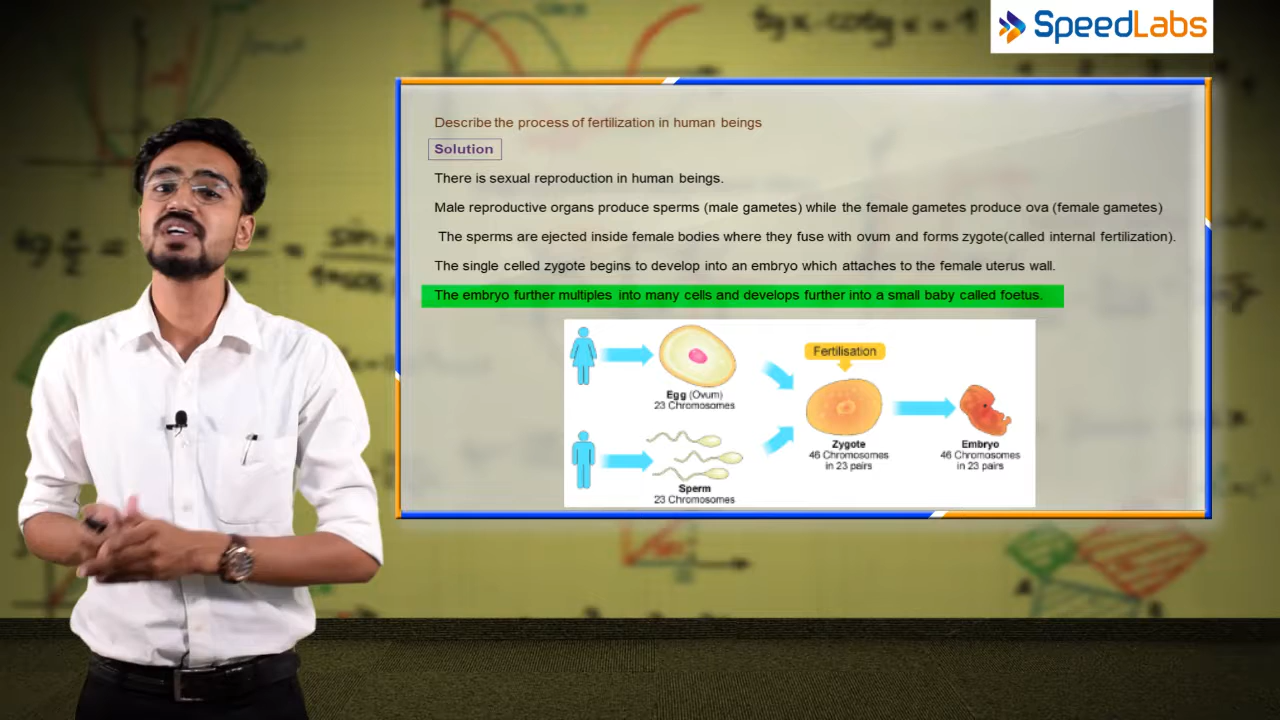 SpeedLabs
Describe the process of fertilization in human beings
Solution
There is sexual reproduction in human beings.
Male reproductive organs produce sperms (male gametes) while the female gametes produce ova (female gametes)
The sperms are ejected inside female bodies where they fuse with ovum and forms zygote(called internal fertilization).
The single celled zygote begins to develop into an embryo which attaches to the female uterus wall.
The embryo further multiples into many cells and develops further into a small baby called foetus.
Fertilisation
Egg (Ovum)
23 Chromosomes
Zygote
46 Chromosomes
in 23 pairs
Embryo
46 Chromosomes
in 23 pairs
Sperm
23 Chromosomes